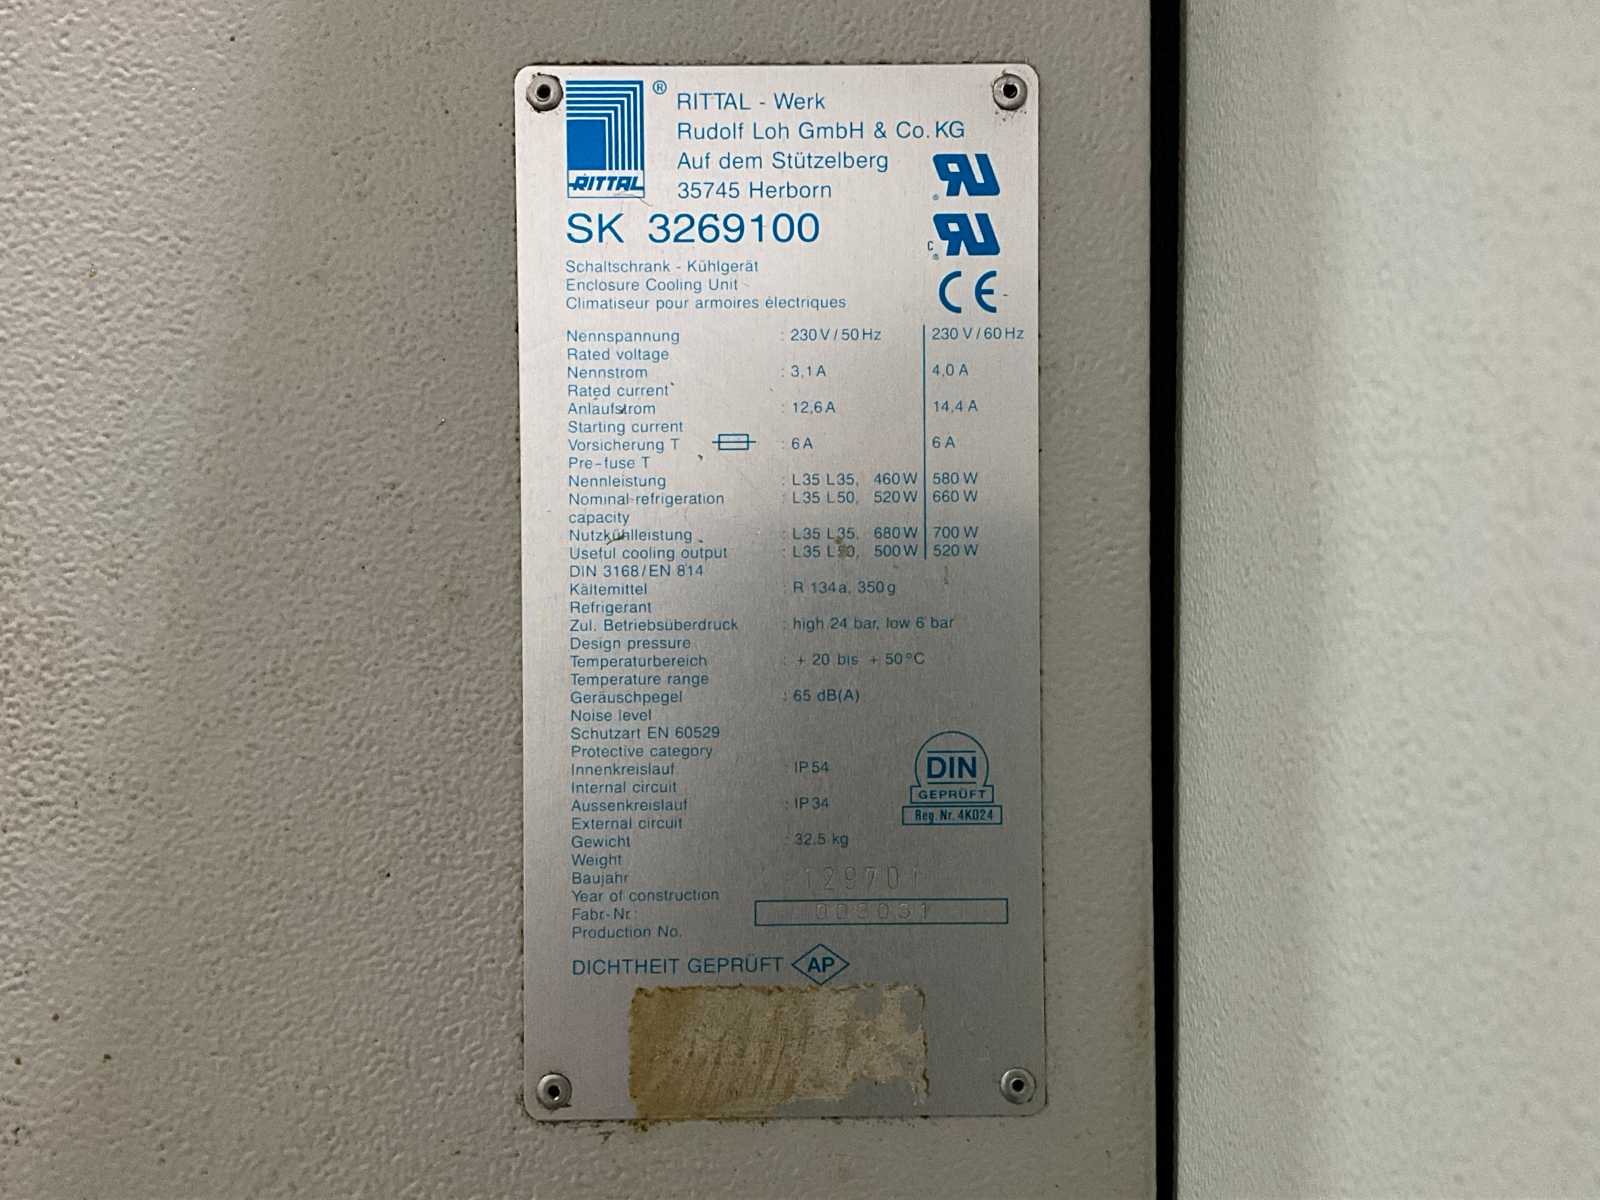 RITTAL
®
RITTAL - Werk
Rudolf Loh GmbH & Co. KG
Auf dem Stützelberg
35745 Herborn
SK 3269100
Schaltschrank - Kühlgerät
Enclosure Cooling Unit
Climatiseur pour armoires électriques
CE
Nennspannung : 230 V / 50 Hz 230 V / 60 Hz
Rated voltage
Nennstrom : 3,1 A 4,0 A
Rated current
Anlaufstrom : 12,6 A 14,4 A
Starting current
Vorsicherung T : 6 A 6 A
Pre-fuse T
Nennleistung : L35 L35, 460 W 580 W
Nominal-refrigeration : L35 L50, 520 W 660 W
capacity
Nutzkühlleistung : L35 L35, 680 W 700 W
Useful cooling output : L35 L50, 500 W 520 W
DIN 3168/EN 814
Kältemittel : R 134a, 350g
Refrigerant
Zul. Betriebsüberdruck : high 24 bar, low 6 bar
Design pressure
Temperaturbereich : + 20 bis + 50°C
Temperature range
Geräuschpegel : 65 dB(A)
Noise level
Schutzart EN 60529
Protective category
Innenkreislauf : IP 54
Internal circuit
Aussenkreislauf : IP 34
External circuit
DIN
GEPRÜFT
Reg. Nr. 4K024
Gewicht : 32.5 kg
Weight
Baujahr
Year of construction
Fabr-Nr:
Production No.
DICHTHEIT GEPRÜFT AP